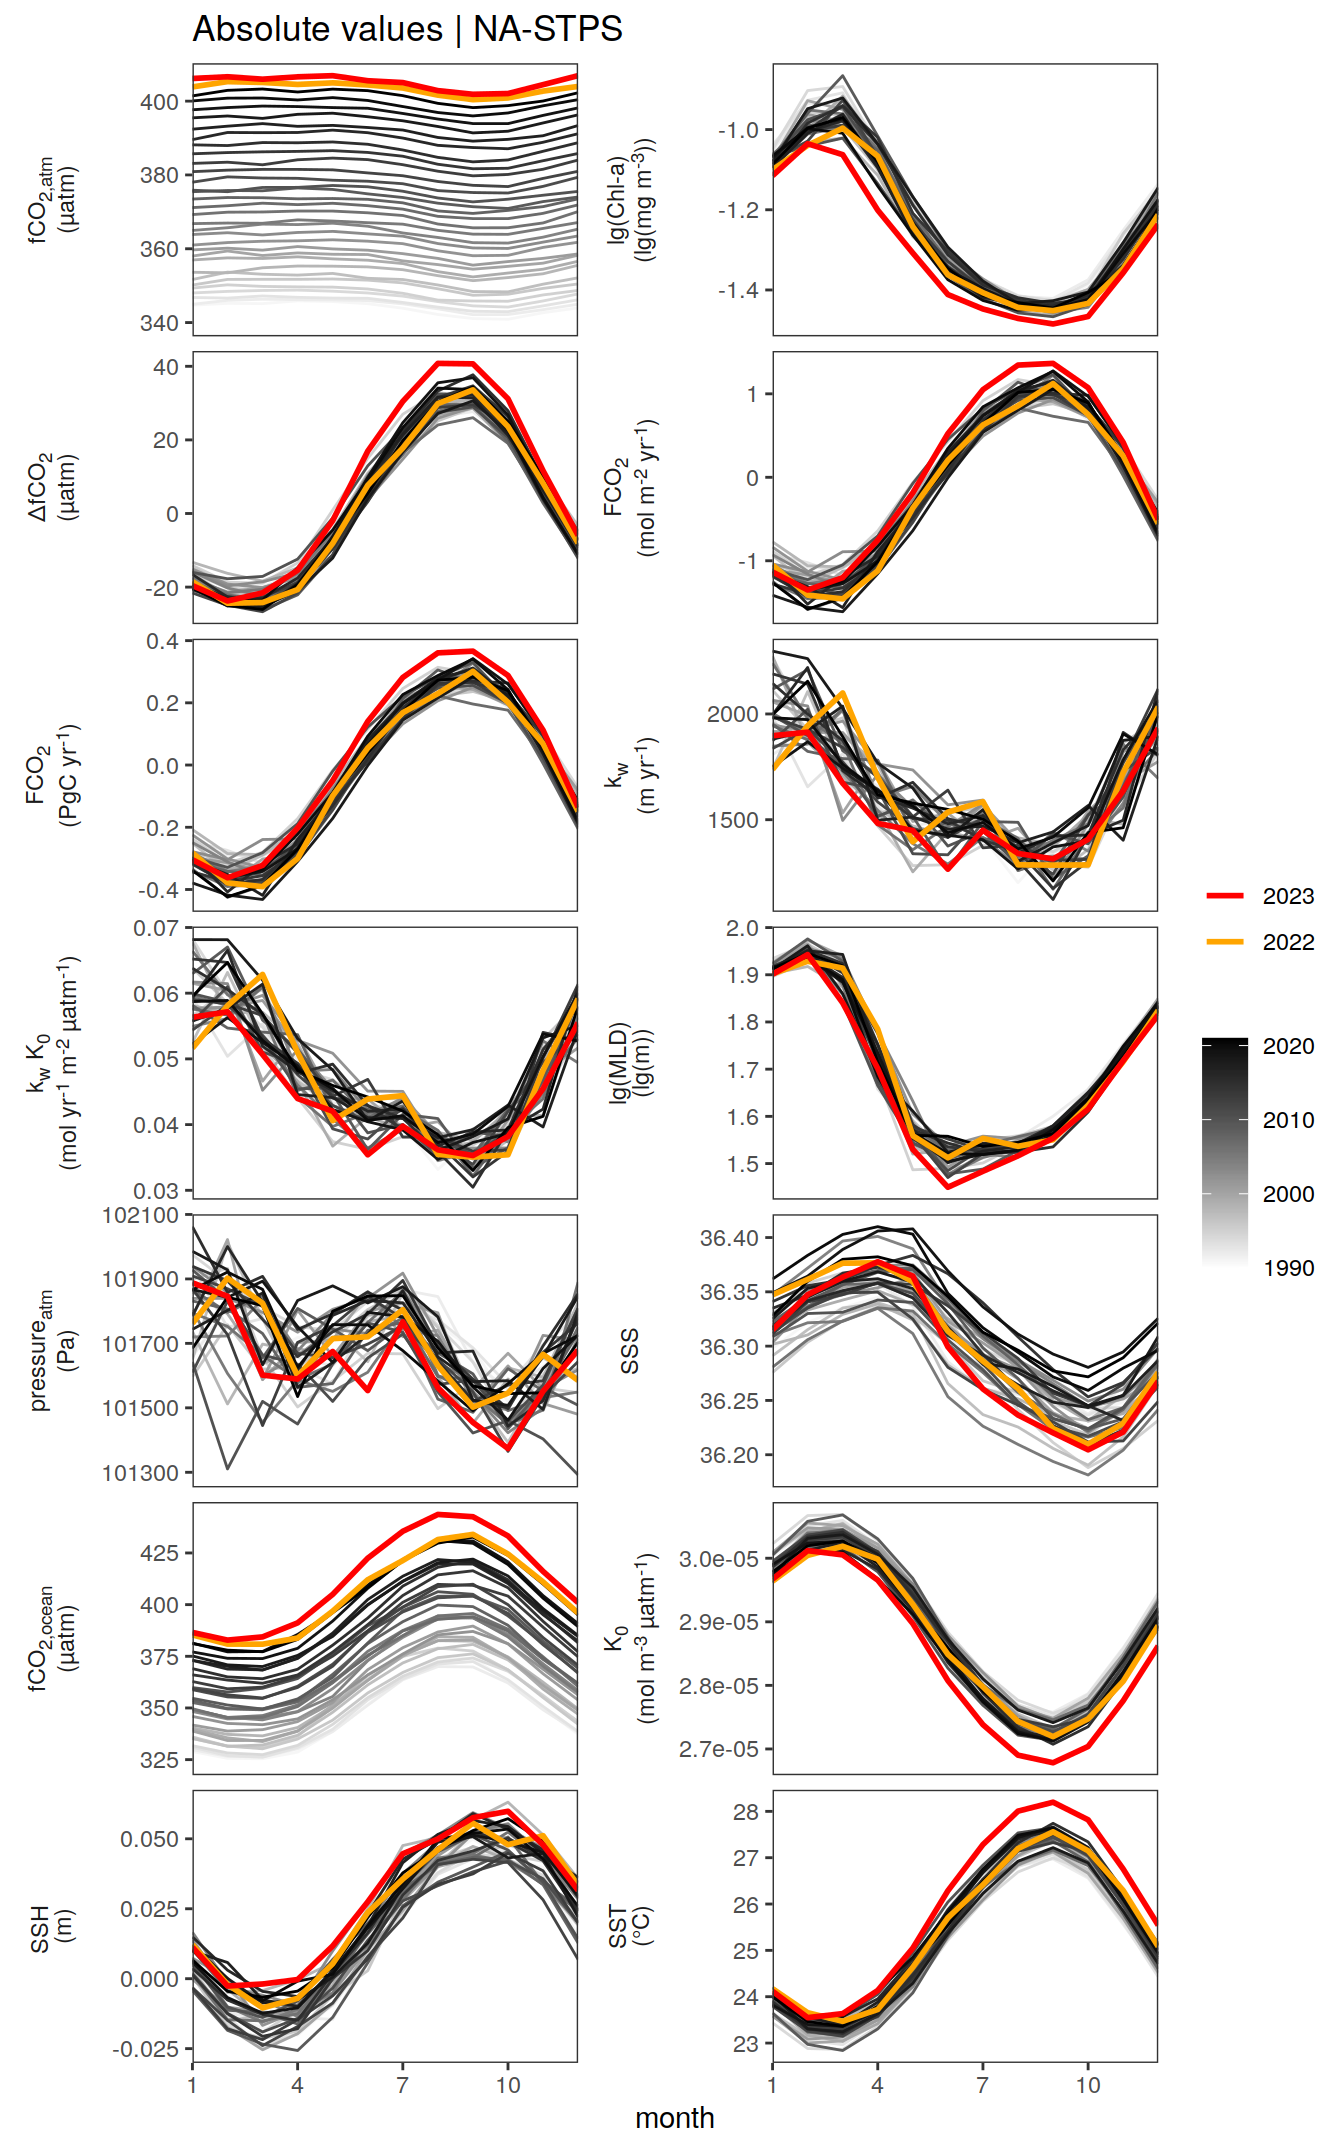 Absolute values | NA-STPS
fCO2,atm
(µatm)
400
380
360
340
lg(Chl-a)
(lg(mg m-3))
-1.0
-1.2
-1.4
ΔfCO2
(µatm)
40
20
0
-20
FCO2
(mol m-2 yr-1)
1
0
-1
FCO2
(PgC yr-1)
0.4
0.2
0.0
-0.2
-0.4
kw
(m yr-1)
2000
1500
kw K0
(mol yr-1 m-2 µatm-1)
0.07
0.06
0.05
0.04
0.03
lg(MLD)
(lg(m))
2.0
1.9
1.8
1.7
1.6
1.5
pressureatm
(Pa)
102100
101900
101700
101500
101300
SSS
36.40
36.35
36.30
36.25
36.20
fCO2,ocean
(µatm)
425
400
375
350
325
K0
(mol m-3 µatm-1)
3.0e-05
2.9e-05
2.8e-05
2.7e-05
SSH
(m)
0.050
0.025
0.000
-0.025
SST
(°C)
28
27
26
25
24
23
1 4 7 10
1 4 7 10
month
2023
2022
2020
2010
2000
1990